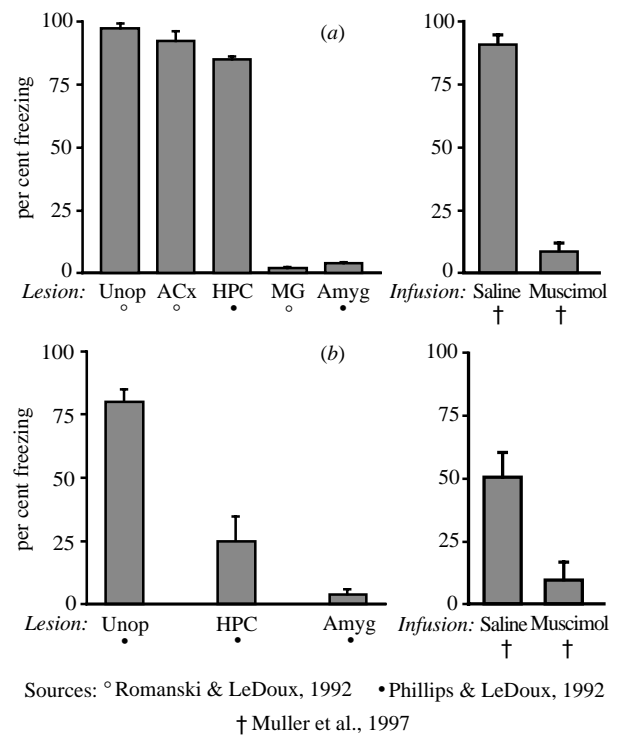 100
75
50
25
0
per cent freezing
(a)
Lesion: Unop ACx HPC MG Amyg
° ° • ° •
100
75
50
25
0
Infusion: Saline Muscimol
† †
100
75
50
25
0
per cent freezing
(b)
Lesion: Unop HPC Amyg
• • •
100
75
50
25
0
Infusion: Saline Muscimol
† †
Sources: ° Romanski & LeDoux, 1992 • Phillips & LeDoux, 1992
† Muller et al., 1997